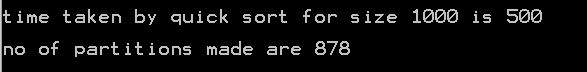 time taken by quick sort for size 1000 is 500
no of partitions made are 878